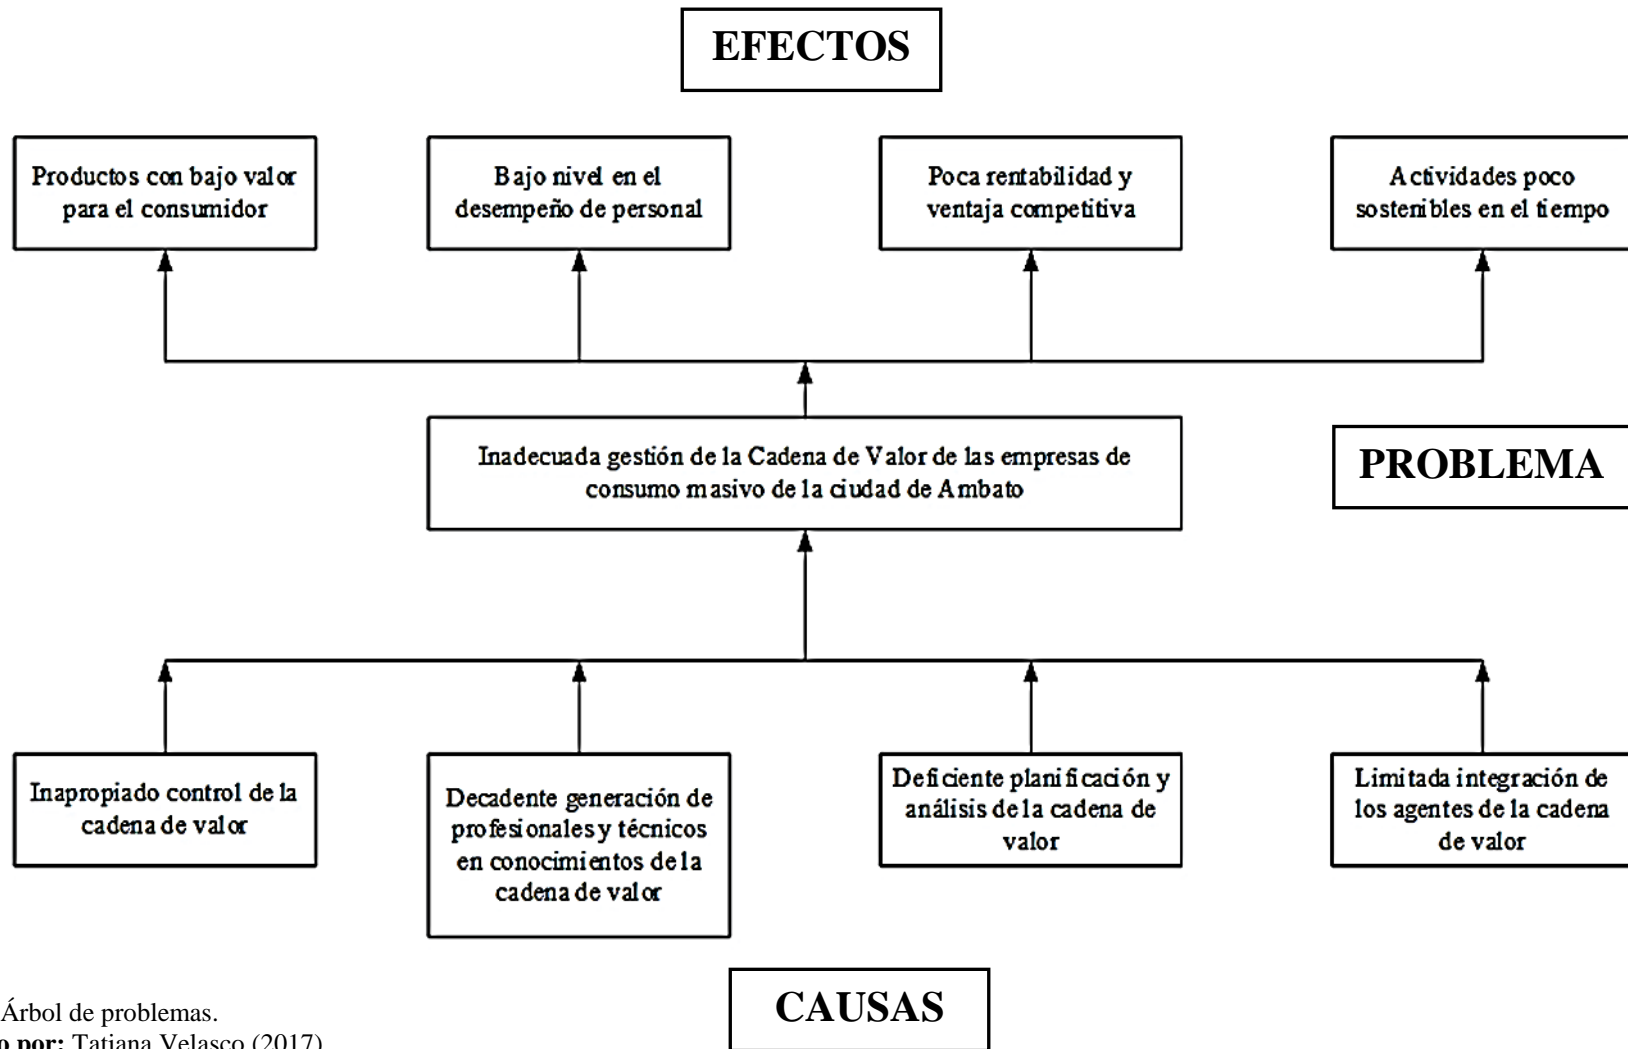 EFECTOS
Productos con bajo valor
para el consumidor
Bajo nivel en el
desempeño de personal
Poca rentabilidad y
ventaja competitiva
Actividades poco
sostenibles en el tiempo
Inadecuada gestión de la Cadena de Valor de las empresas de
consumo masivo de la ciudad de Ambato
PROBLEMA
Inapropiado control de la
cadena de valor
Decadente generación de
profesionales y técnicos
en conocimientos de la
cadena de valor
Deficiente planificación y
análisis de la cadena de
valor
Limitada integración de
los agentes de la cadena
de valor
CAUSAS
Árbol de problemas.
por: Tatiana Velasco (2017)